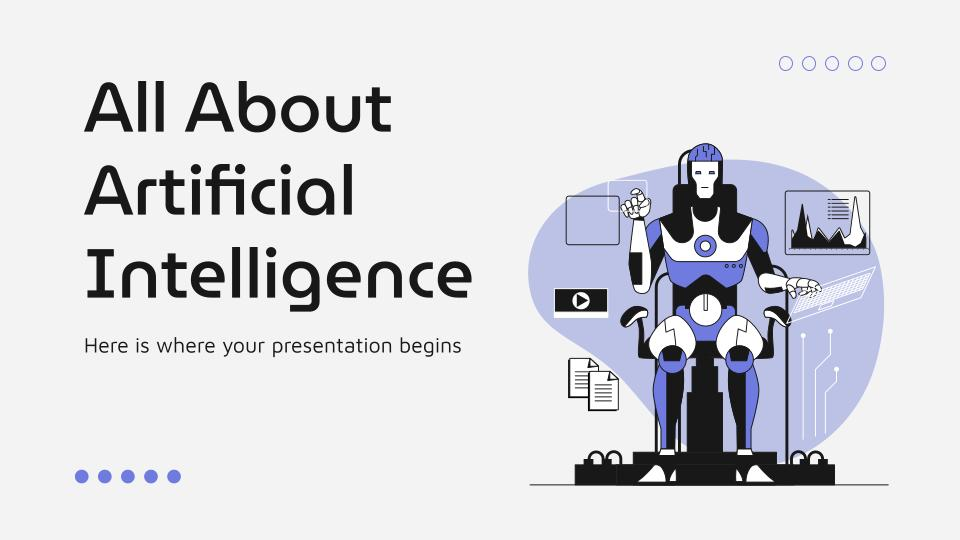 All About
Artificial
Intelligence
Here is where your presentation begins